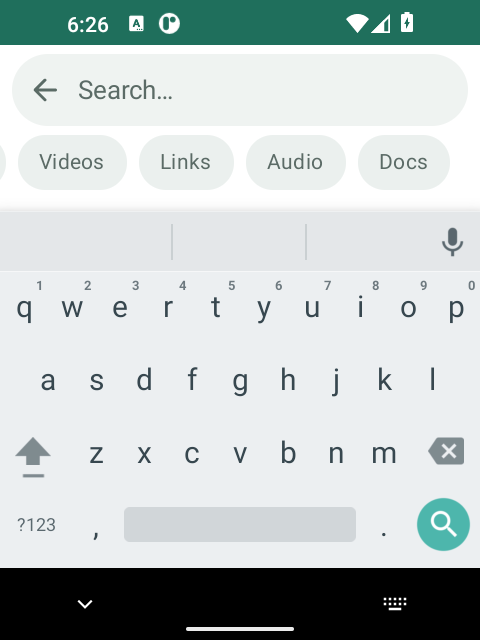 6:26
Search...
Videos Links Audio Docs
1 2 3 4 5 6 7 8 9 0
q w e r t y u i o p
a s d f g h j k l
z x c v b n m
?123 , .